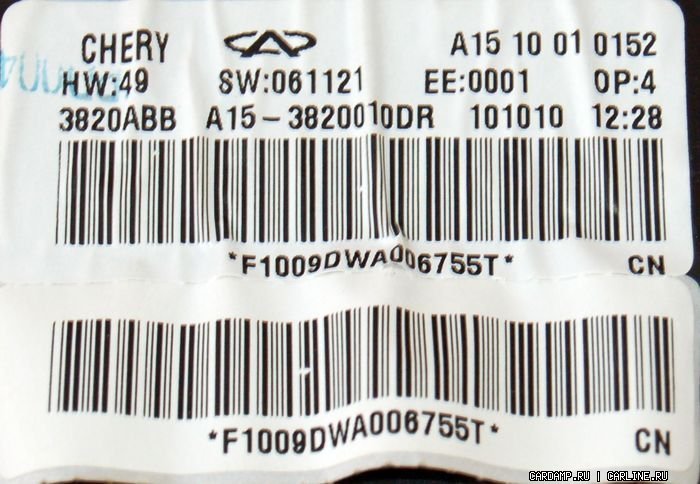 CHERY A15 10 01 0152
HW:49 SW:061121 EE:0001 OP:4
3820ABB A15-3820010DR 101010 12:28
*F1009DWA006755T* CN
*F1009DWA006755T* CN
CARDAMP.RU | CARLINE.RU